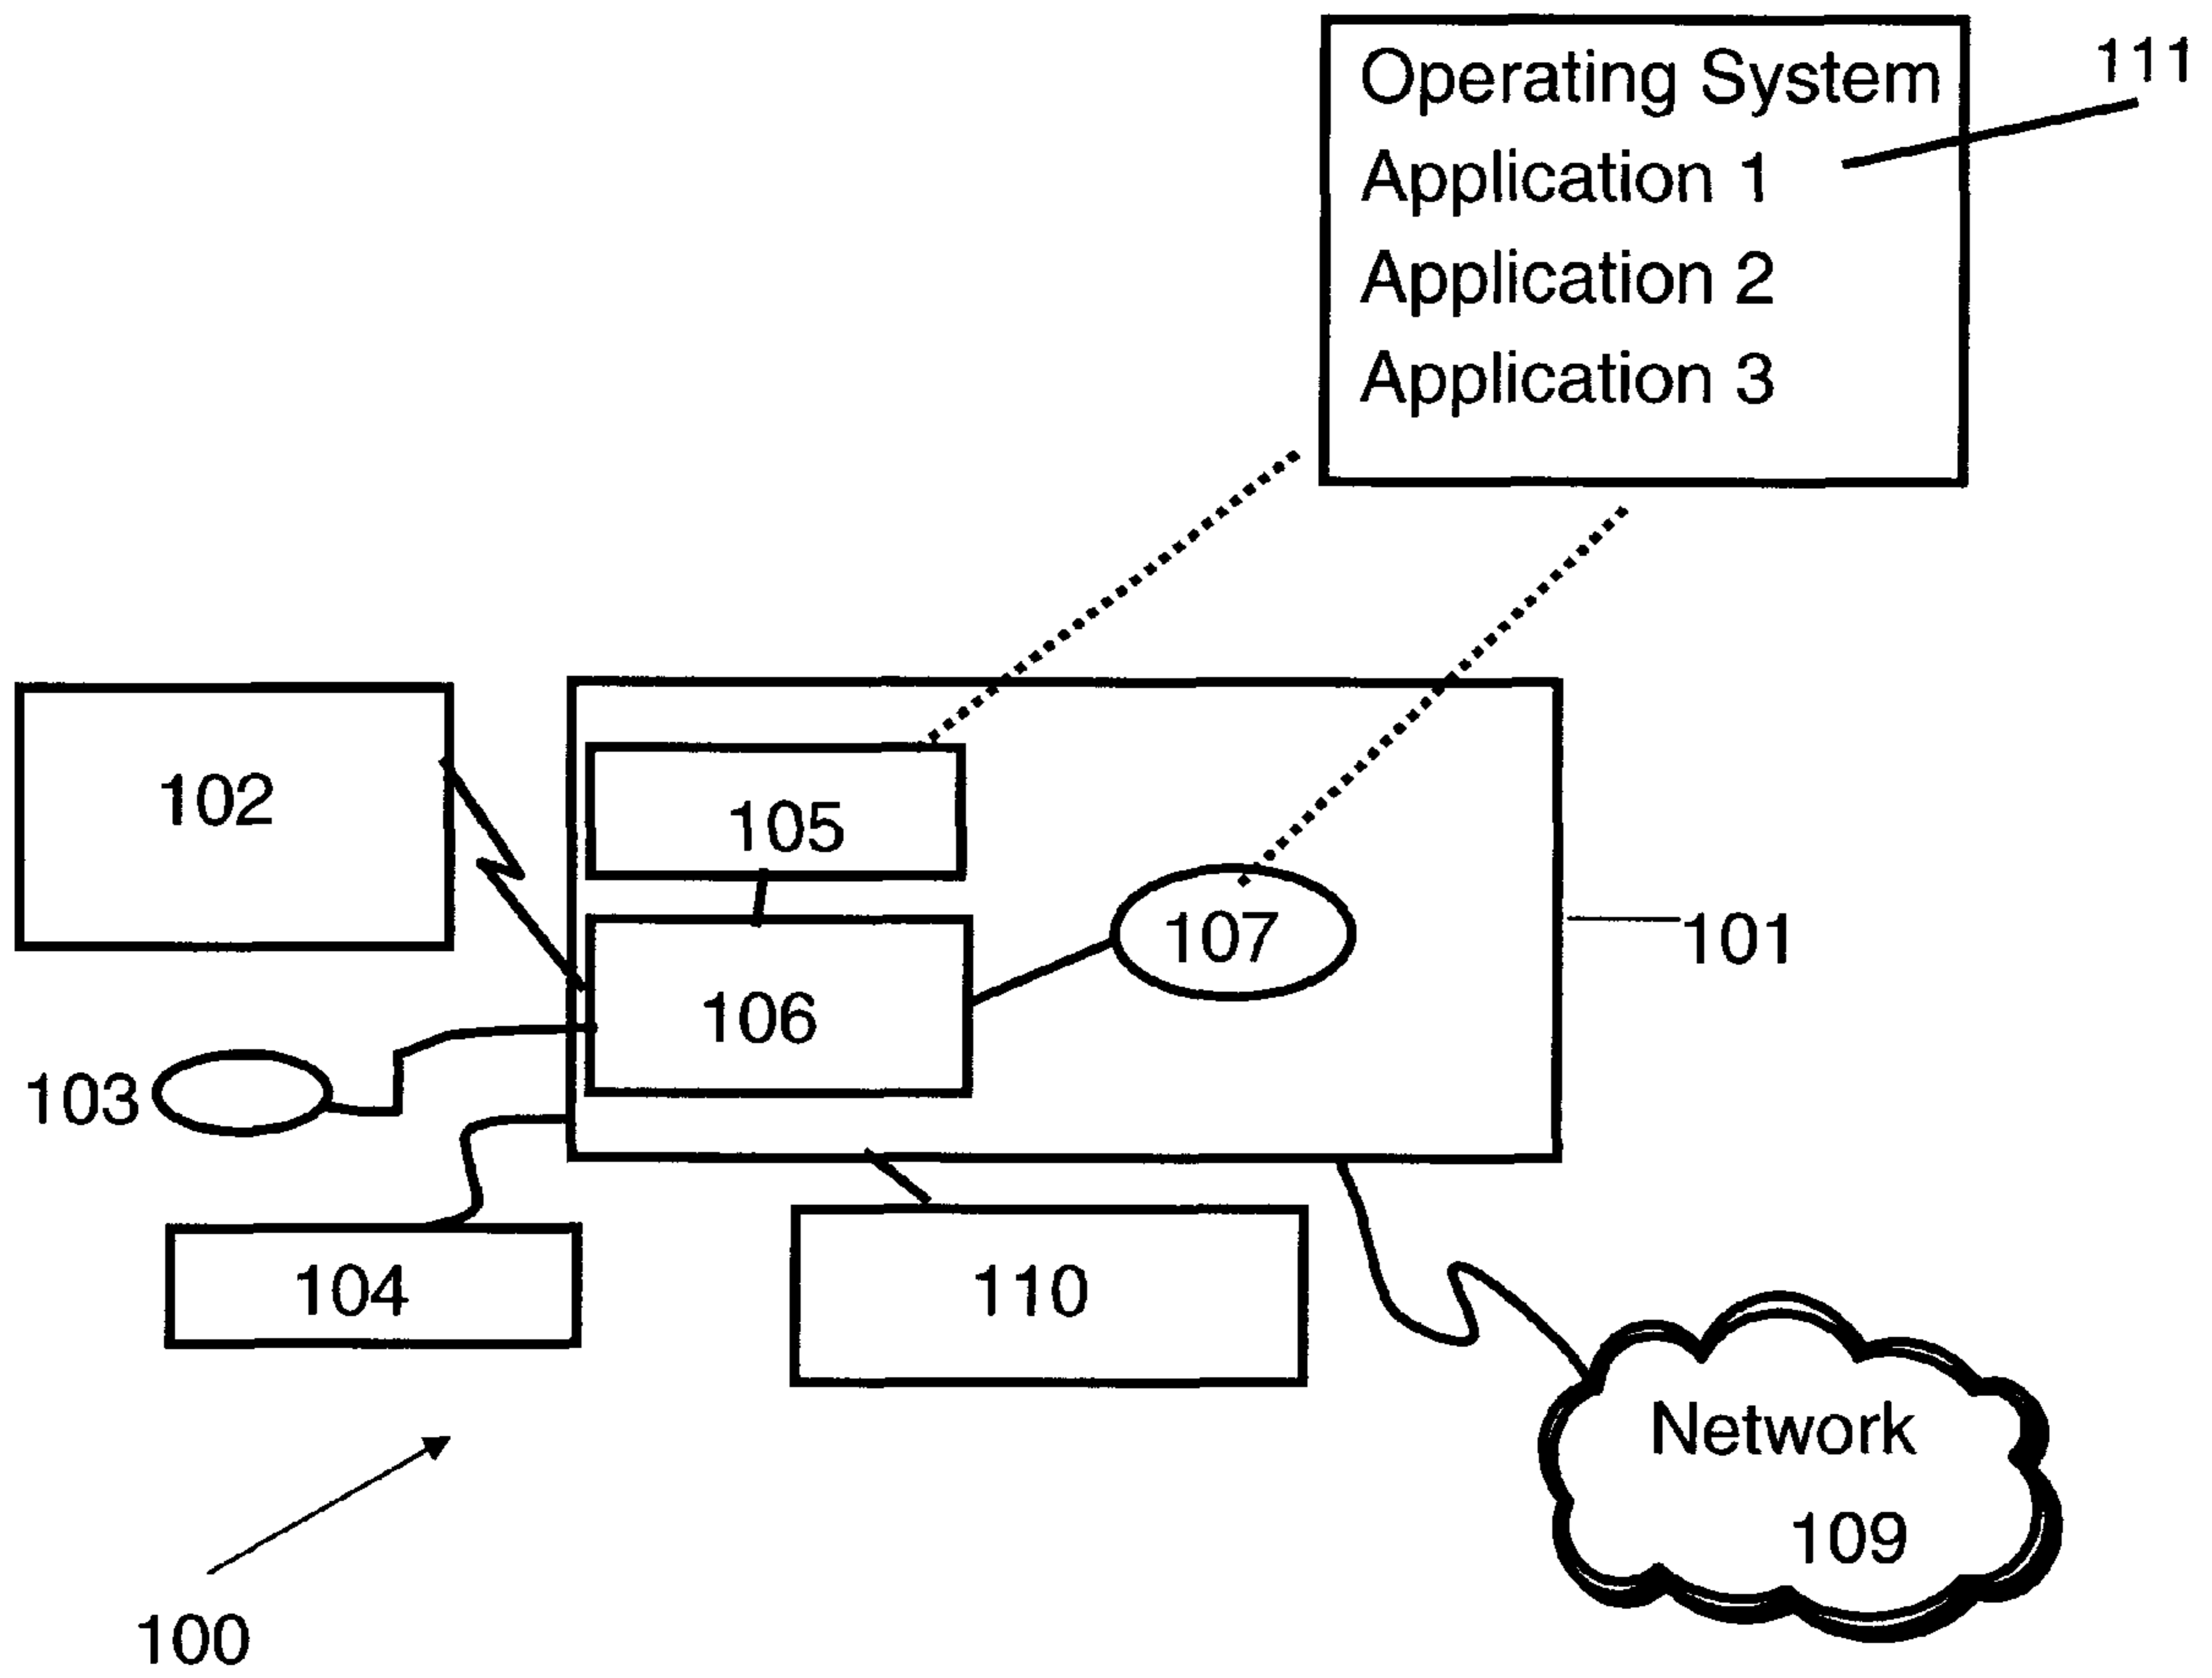 Operating System
111
Application 1
Application 2
Application 3
102
105
107
101
106
103
104
110
Network
109
100